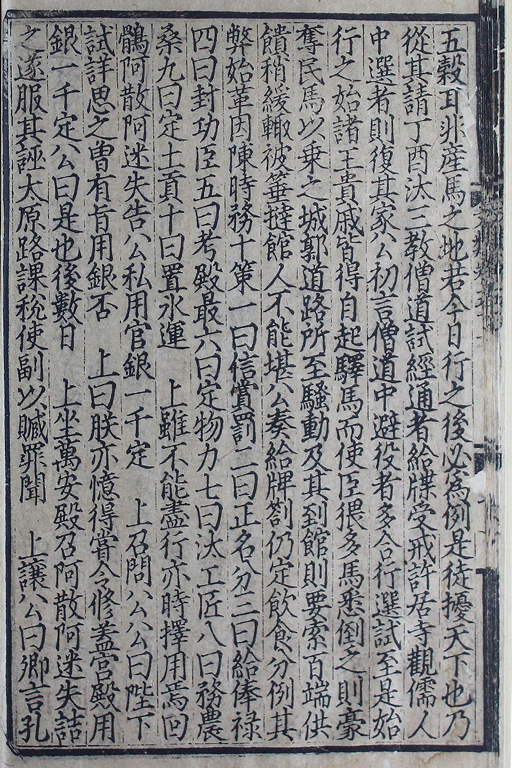 五糓耳非産馬之地若今日行之後必為例是徒擾天下也乃
從其請丁酉汰三教僧道試經通者給牒受戒許居寺觀儒人
中選者則復其家公初言僧道中避役者多合行選試至是始
行之始諸王貴戚皆得自起驛馬而使臣猥多馬悉倒之則豪
奪民馬以乗之城郭道路所至騷動及其到館則要索百端供
饋稍緩輙被箠撻館人不能堪公奏給牌劄仍定飲食分例其
弊始革因陳時務十策一曰信賞罰二曰正名分三曰給俸禄
四曰封功臣五曰考殿最六曰定物力七曰汰工匠八曰務農
桑九曰定土貢十曰置水運　上雖不能盡行亦時擇用焉回
鶻阿散阿迷失告公私用官銀一千定　上召問公公曰陛下
試詳思之曽有旨用銀否　上曰朕亦憶得甞令修盖宫殿用
銀一千定公曰是也後數日　上坐萬安殿召阿散阿迷失詰
之遂服其誣太原路課稅使副以贓罪聞　上讓公曰卿言孔